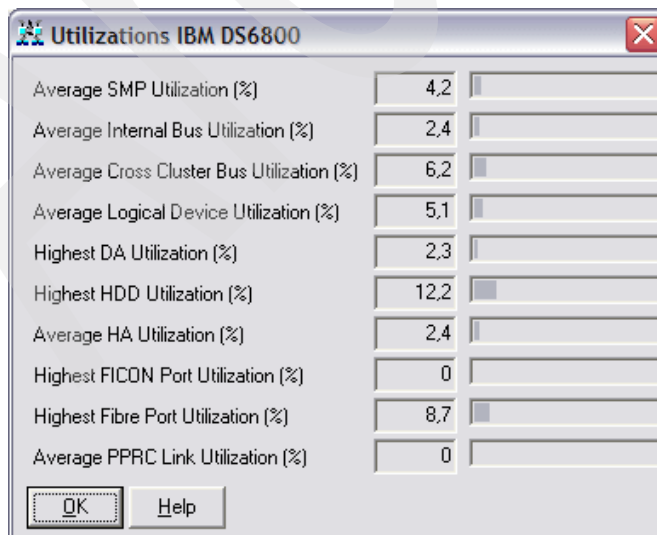 Utilizations IBM DS6800
Average SMP Utilization (%) 4,2
Average Internal Bus Utilization (%) 2,4
Average Cross Cluster Bus Utilization (%) 6,2
Average Logical Device Utilization (%) 5,1
Highest DA Utilization (%) 2,3
Highest HDD Utilization (%) 12,2
Average HA Utilization (%) 2,4
Highest FICON Port Utilization (%) 0
Highest Fibre Port Utilization (%) 8,7
Average PPRC Link Utilization (%) 0
OK Help